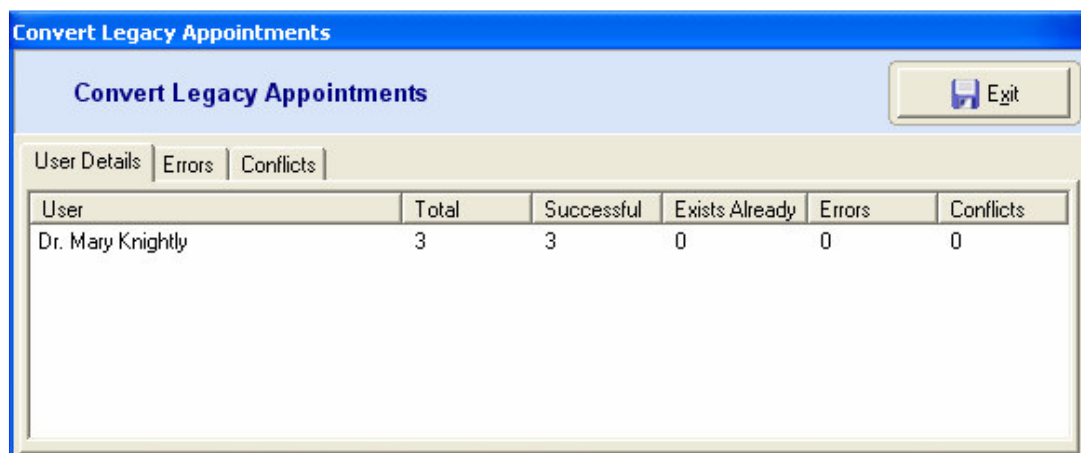 Convert Legacy Appointments
Convert Legacy Appointments
Exit
User Details Errors Conflicts
User Total Successful Exists Already Errors Conflicts
Dr. Mary Knightly 3 3 0 0 0